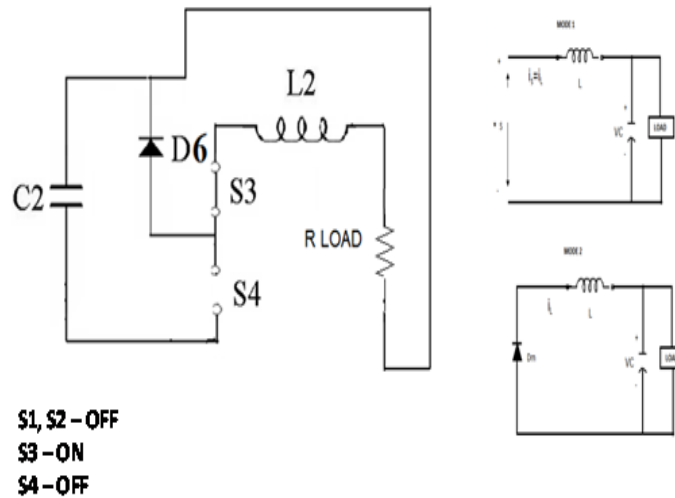 L2
D6
C2
S3
R LOAD
S4
S1, S2 – OFF
S3 – ON
S4 – OFF
MODE 1
+
L
+
VC
LOAD
-
-
MODE 2
L
+
Dm
VC
LOA
-